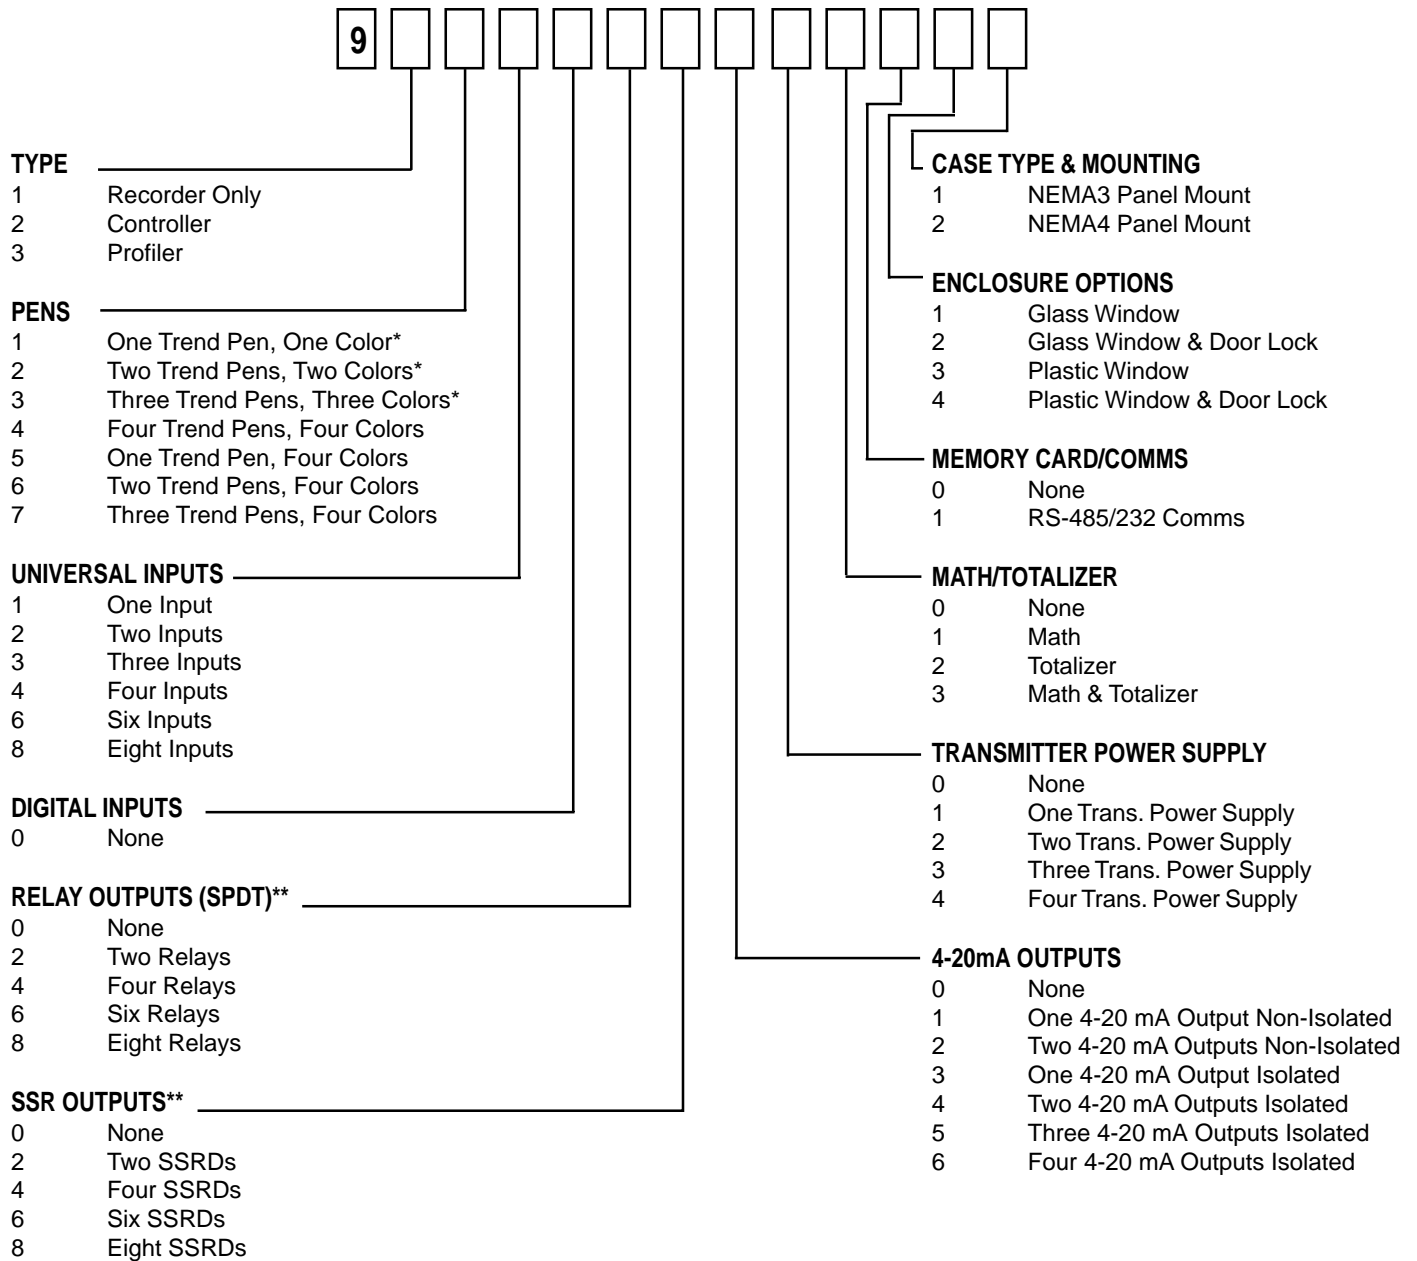 9
TYPE
1 Recorder Only
2 Controller
3 Profiler
PENS
1 One Trend Pen, One Color*
2 Two Trend Pens, Two Colors*
3 Three Trend Pens, Three Colors*
4 Four Trend Pens, Four Colors
5 One Trend Pen, Four Colors
6 Two Trend Pens, Four Colors
7 Three Trend Pens, Four Colors
UNIVERSAL INPUTS
1 One Input
2 Two Inputs
3 Three Inputs
4 Four Inputs
6 Six Inputs
8 Eight Inputs
DIGITAL INPUTS
0 None
RELAY OUTPUTS (SPDT)**
0 None
2 Two Relays
4 Four Relays
6 Six Relays
8 Eight Relays
SSR OUTPUTS**
0 None
2 Two SSRDs
4 Four SSRDs
6 Six SSRDs
8 Eight SSRDs
CASE TYPE & MOUNTING
1 NEMA3 Panel Mount
2 NEMA4 Panel Mount
ENCLOSURE OPTIONS
1 Glass Window
2 Glass Window & Door Lock
3 Plastic Window
4 Plastic Window & Door Lock
MEMORY CARD/COMMS
0 None
1 RS-485/232 Comms
MATH/TOTALIZER
0 None
1 Math
2 Totalizer
3 Math & Totalizer
TRANSMITTER POWER SUPPLY
0 None
1 One Trans. Power Supply
2 Two Trans. Power Supply
3 Three Trans. Power Supply
4 Four Trans. Power Supply
4-20mA OUTPUTS
0 None
1 One 4-20 mA Output Non-Isolated
2 Two 4-20 mA Outputs Non-Isolated
3 One 4-20 mA Output Isolated
4 Two 4-20 mA Outputs Isolated
5 Three 4-20 mA Outputs Isolated
6 Four 4-20 mA Outputs Isolated